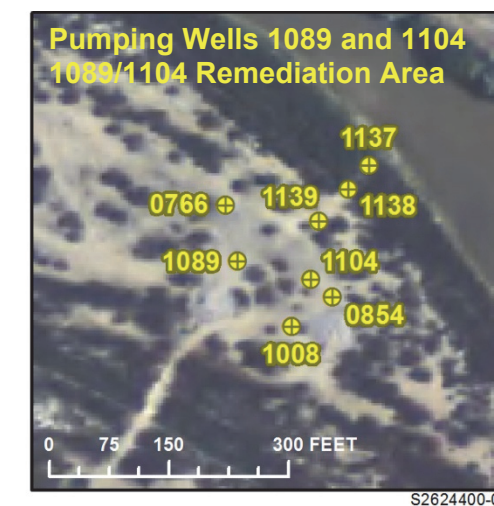 Pumping Wells 1089 and 1104
1089/1104 Remediation Area
1137
0766 1139 1138
1089 1104
0854
1008
0 75 150 300 FEET
S2624400-0